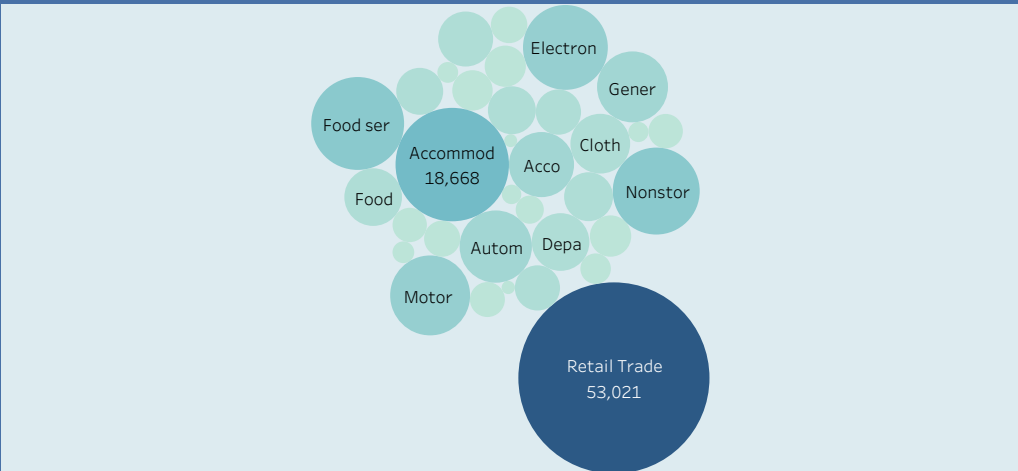 Electron
Gener
Food ser
Accommod
18,668
Cloth
Acco
Nonstor
Food
Autom
Depa
Motor
Retail Trade
53,021